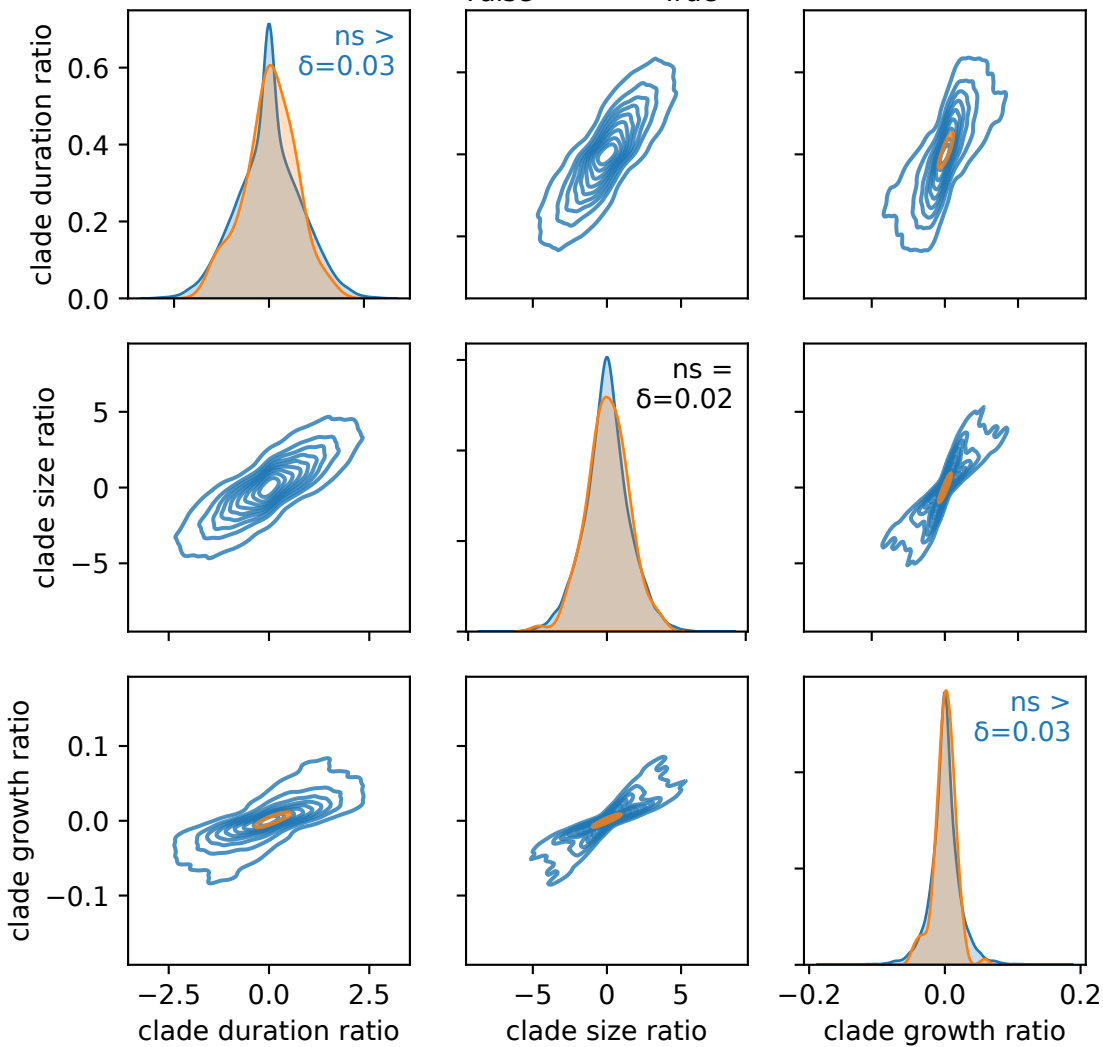 clade duration ratio
0.6
0.4
0.2
0.0
ns >
δ=0.03
−5
0
5
clade size ratio
5
0
−5
ns =
δ=0.02
clade growth ratio
0.1
0.0
−0.1
ns >
δ=0.03
−2.5
0.0
2.5
−5
0
5
−0.2
0.0
0.2
clade duration ratio
clade size ratio
clade growth ratio